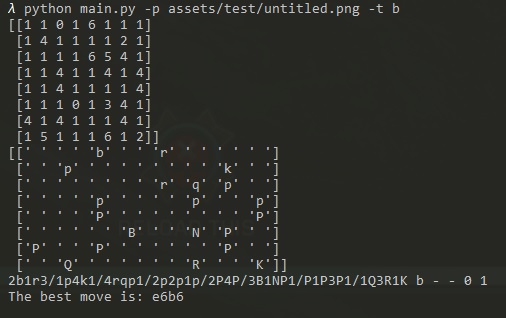 λ python main.py -p assets/test/untitled.png -t b
[[1 1 0 1 6 1 1 1]
[1 4 1 1 1 1 2 1]
[1 1 1 1 6 5 4 1]
[1 1 4 1 1 4 1 4]
[1 1 4 1 1 1 1 4]
[1 1 1 0 1 3 4 1]
[4 1 4 1 1 1 4 1]
[1 5 1 1 1 6 1 2]]
[[' ' ' ' 'b' ' ' 'r' ' ' ' ' ' ']
[' ' 'p' ' ' ' ' ' ' ' ' 'k' ' ']
[' ' ' ' ' ' ' ' 'r' 'q' 'p' ' ']
[' ' ' ' 'p' ' ' ' ' 'p' ' ' 'p']
[' ' ' ' 'P' ' ' ' ' ' ' ' ' 'P']
[' ' ' ' ' ' 'B' ' ' 'N' 'P' ' ']
['P' ' ' 'P' ' ' ' ' ' ' 'P' ' ']
[' ' 'Q' ' ' ' ' ' ' 'R' ' ' 'K']]
2b1r3/1p4k1/4rqp1/2p2p1p/2P4P/3B1NP1/P1P3P1/1Q3R1K b - - 0 1
The best move is: e6b6